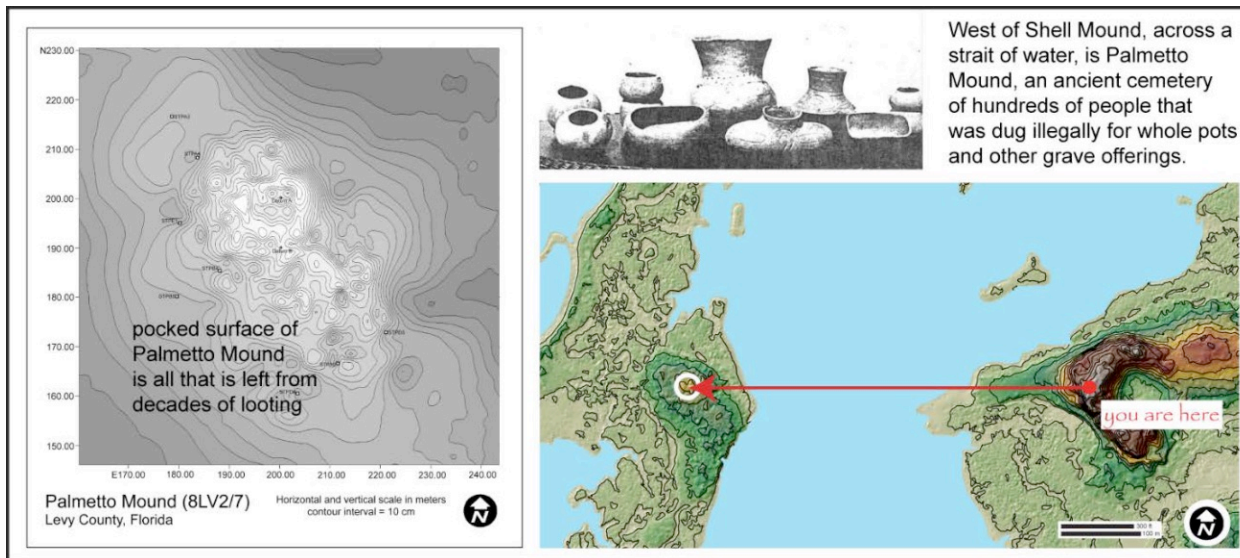 N230.00
220.00
210.00
200.00
190.00
180.00
170.00
160.00
150.00
E170.00 180.00 190.00 200.00 210.00 220.00 230.00 240.00
pocked surface of
Palmetto Mound
is all that is left from
decades of looting
Palmetto Mound (8LV2/7)
Levy County, Florida
Horizontal and vertical scale in meters
contour interval = 10 cm
N
West of Shell Mound, across a
strait of water, is Palmetto
Mound, an ancient cemetery
of hundreds of people that
was dug illegally for whole pots
and other grave offerings.
you are here
300 ft
100 m
N